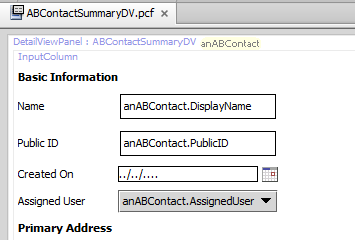 ABContactSummaryDV.pcf
DetailViewPanel : ABContactSummaryDV anABContact
InputColumn
Basic Information
Name anABContact.DisplayName
Public ID anABContact.PublicID
Created On ../../....
Assigned User anABContact.AssignedUser
Primary Address